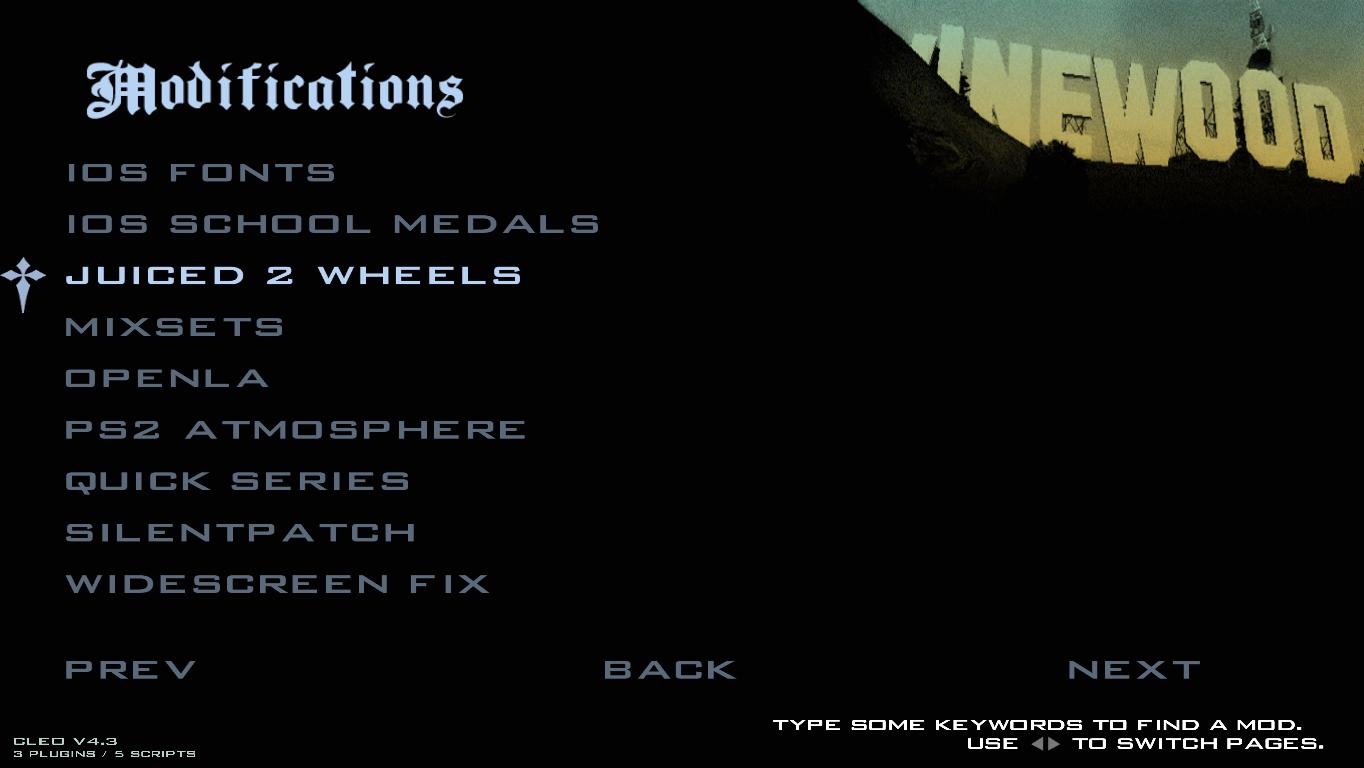 Modifications
INEWOOD
IOS FONTS
IOS SCHOOL MEDALS
JUICED 2 WHEELS
MIXSETS
OPENLA
PS2 ATMOSPHERE
QUICK SERIES
SILENTPATCH
WIDESCREEN FIX
PREV BACK NEXT
TYPE SOME KEYWORDS TO FIND A MOD.
USE ◀▶ TO SWITCH PAGES.
CLEO V4.3
3 PLUGINS / 5 SCRIPTS